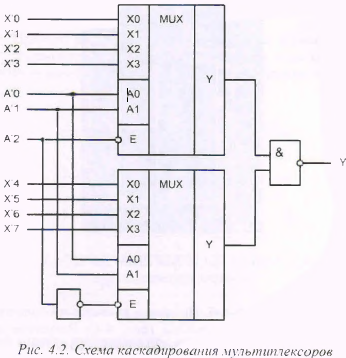 X'0 X0 MUX
X'1 X1
X'2 X2
X'3 X3
Y
A'0 A0
A'1 A1
A'2 E
&
Y
X'4 X0 MUX
X'5 X1
X'6 X2
X'7 X3
Y
A0
A1
E
Рис. 4.2. Схема каскадирования мультиплексоров